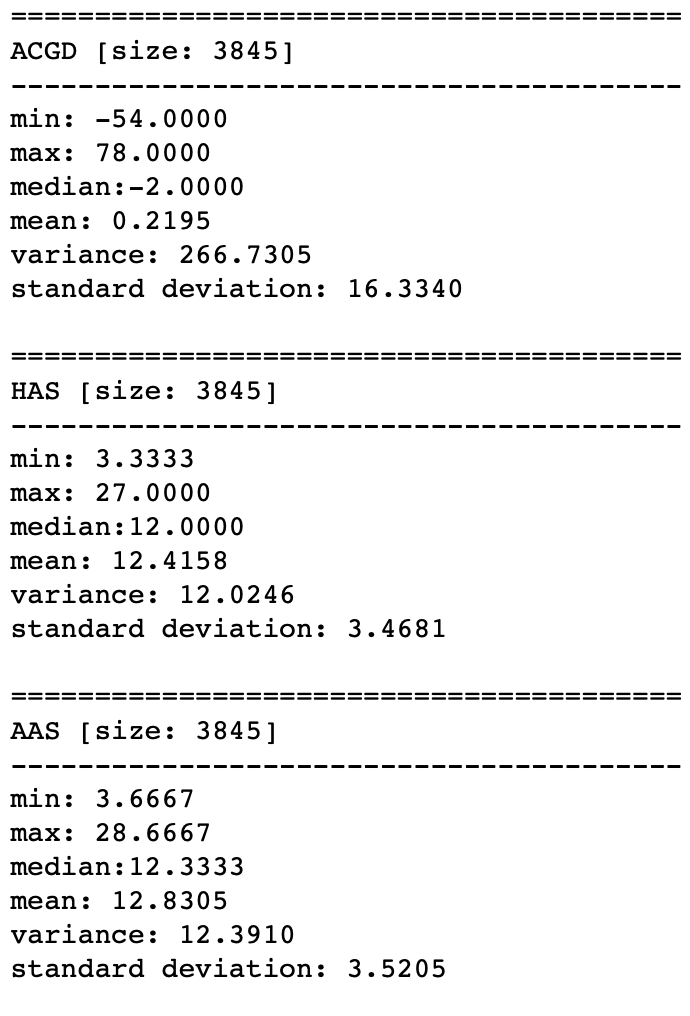 ========================================
ACGD [size: 3845]
----------------------------------------
min: -54.0000
max: 78.0000
median:-2.0000
mean: 0.2195
variance: 266.7305
standard deviation: 16.3340
========================================
HAS [size: 3845]
----------------------------------------
min: 3.3333
max: 27.0000
median:12.0000
mean: 12.4158
variance: 12.0246
standard deviation: 3.4681
========================================
AAS [size: 3845]
----------------------------------------
min: 3.6667
max: 28.6667
median:12.3333
mean: 12.8305
variance: 12.3910
standard deviation: 3.5205